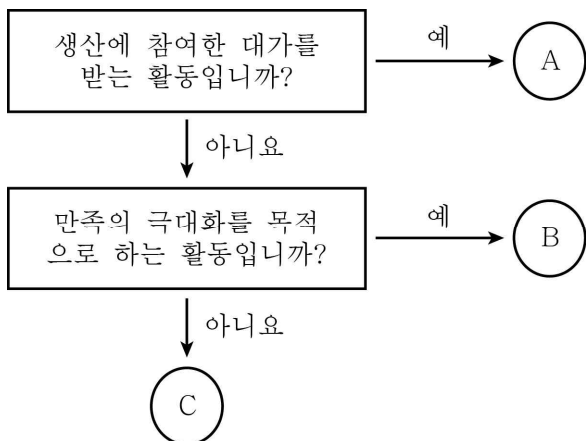 생산에 참여한 대가를
받는 활동입니까?
예
A
아니요
만족의 극대화를 목적
으로 하는 활동입니까?
예
B
아니요
C